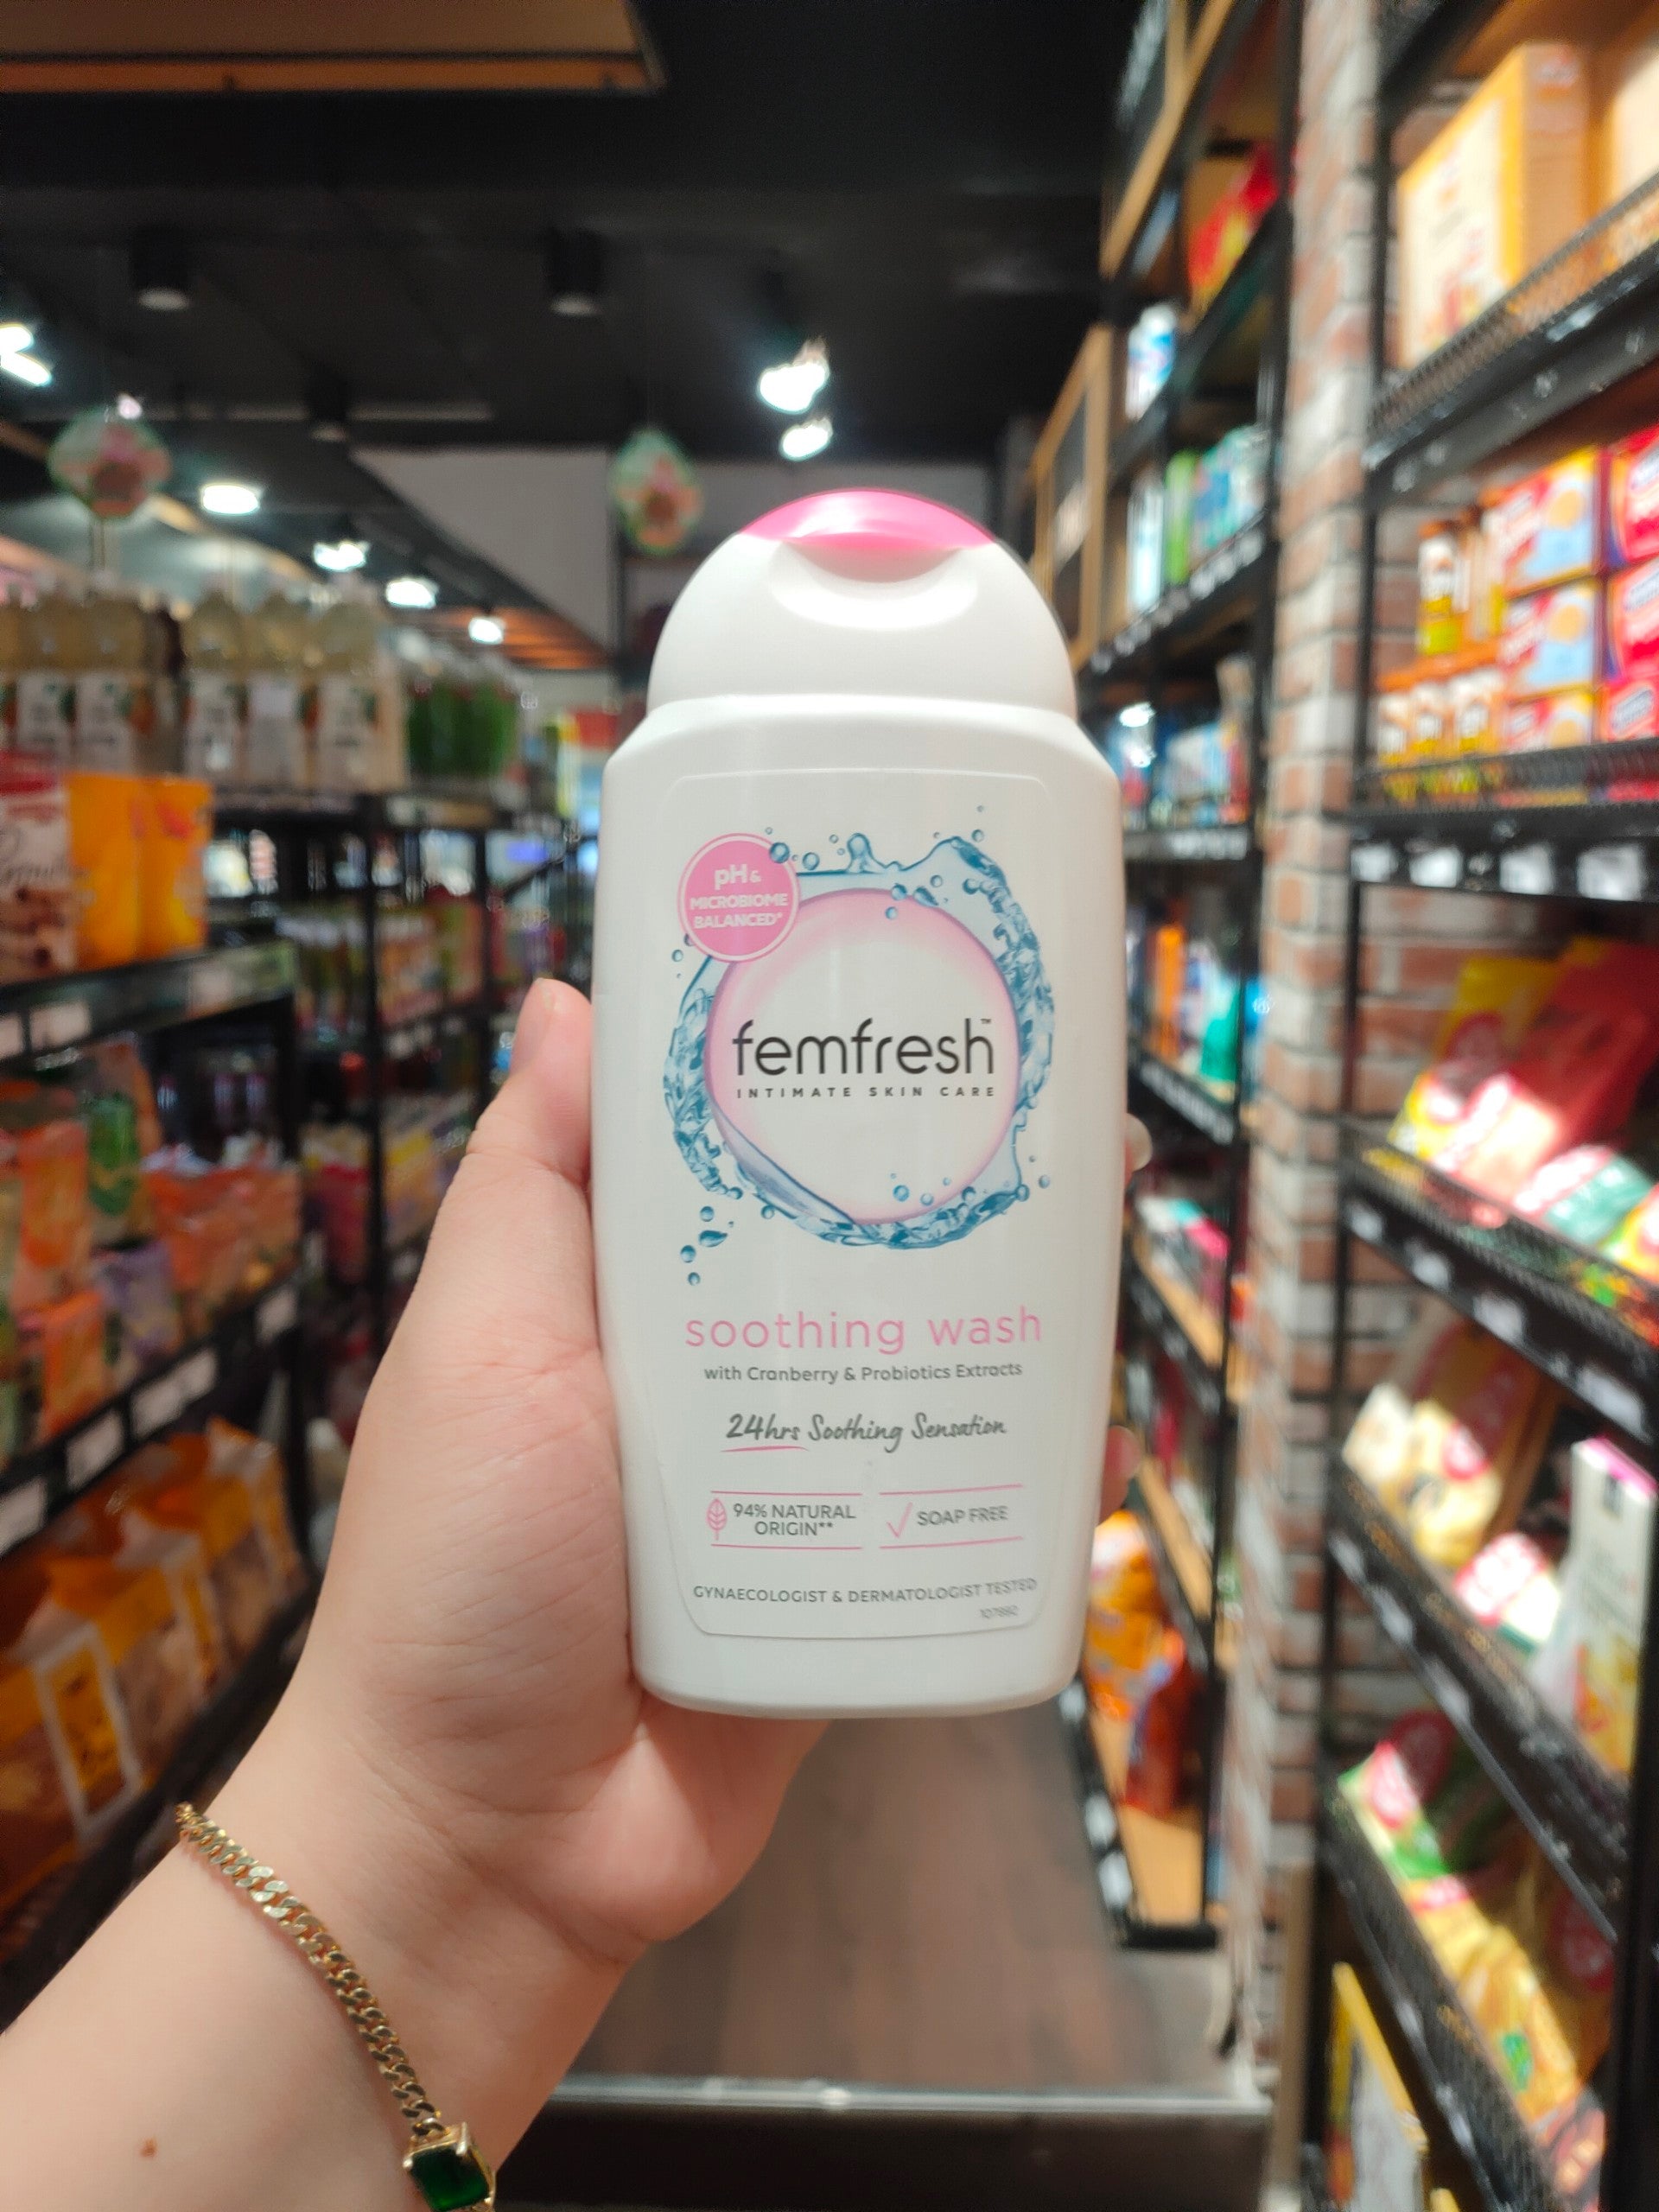 pH &
MICROBIOME
BALANCED*
femfresh™
INTIMATE SKIN CARE
soothing wash
with Cranberry & Probiotics Extracts
24hrs Soothing Sensation
94% NATURAL
ORIGIN**
SOAP FREE
GYNAECOLOGIST & DERMATOLOGIST TESTED